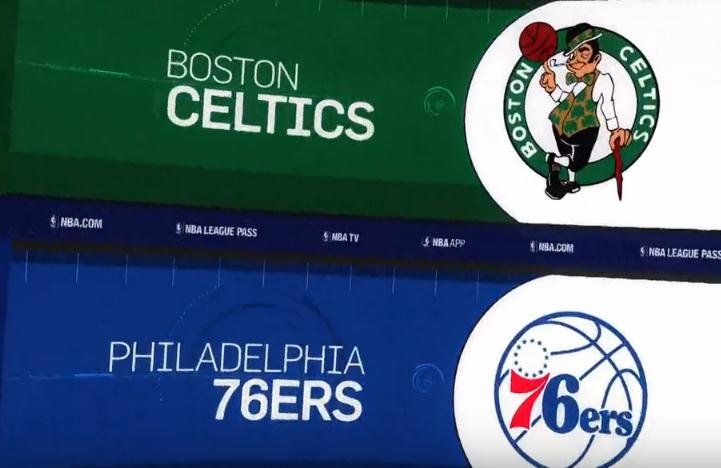 BOSTON
CELTICS
BOSTON CELTICS
NBA.COM NBA LEAGUE PASS NBA TV NBA APP NBA.COM NBA LEAGUE PASS
PHILADELPHIA
76ERS
76ers